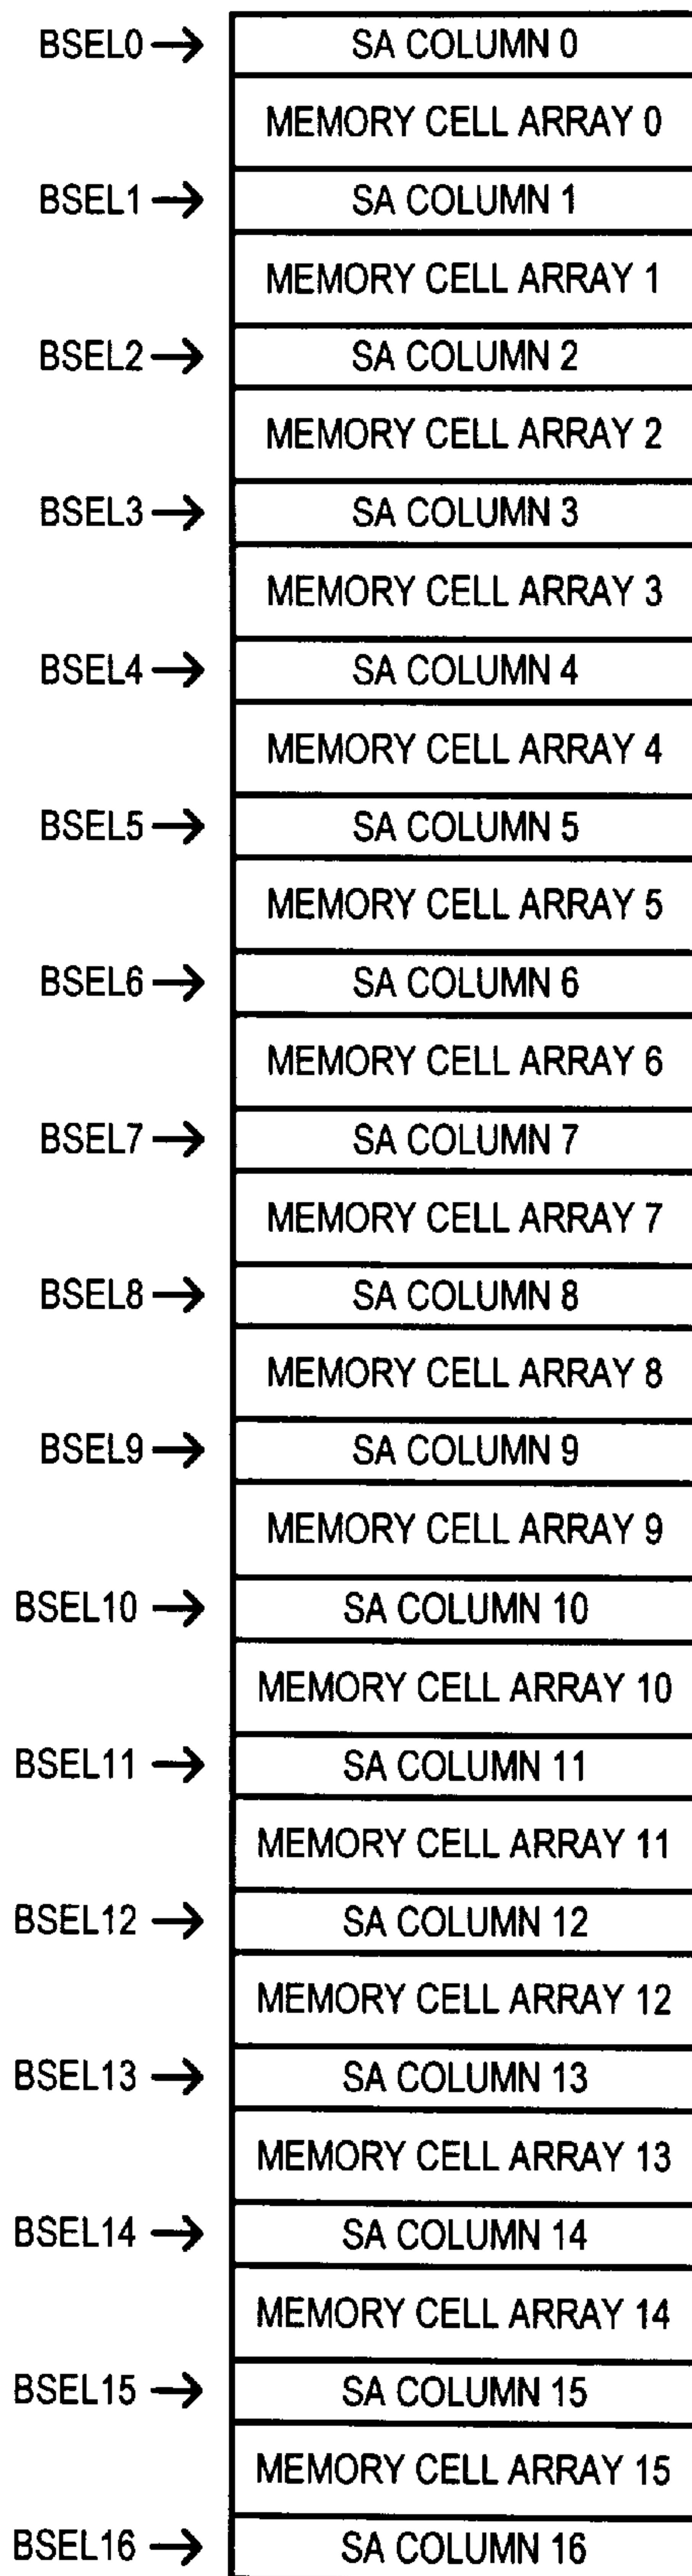 BSEL0 → SA COLUMN 0
MEMORY CELL ARRAY 0
BSEL1 → SA COLUMN 1
MEMORY CELL ARRAY 1
BSEL2 → SA COLUMN 2
MEMORY CELL ARRAY 2
BSEL3 → SA COLUMN 3
MEMORY CELL ARRAY 3
BSEL4 → SA COLUMN 4
MEMORY CELL ARRAY 4
BSEL5 → SA COLUMN 5
MEMORY CELL ARRAY 5
BSEL6 → SA COLUMN 6
MEMORY CELL ARRAY 6
BSEL7 → SA COLUMN 7
MEMORY CELL ARRAY 7
BSEL8 → SA COLUMN 8
MEMORY CELL ARRAY 8
BSEL9 → SA COLUMN 9
MEMORY CELL ARRAY 9
BSEL10 → SA COLUMN 10
MEMORY CELL ARRAY 10
BSEL11 → SA COLUMN 11
MEMORY CELL ARRAY 11
BSEL12 → SA COLUMN 12
MEMORY CELL ARRAY 12
BSEL13 → SA COLUMN 13
MEMORY CELL ARRAY 13
BSEL14 → SA COLUMN 14
MEMORY CELL ARRAY 14
BSEL15 → SA COLUMN 15
MEMORY CELL ARRAY 15
BSEL16 → SA COLUMN 16